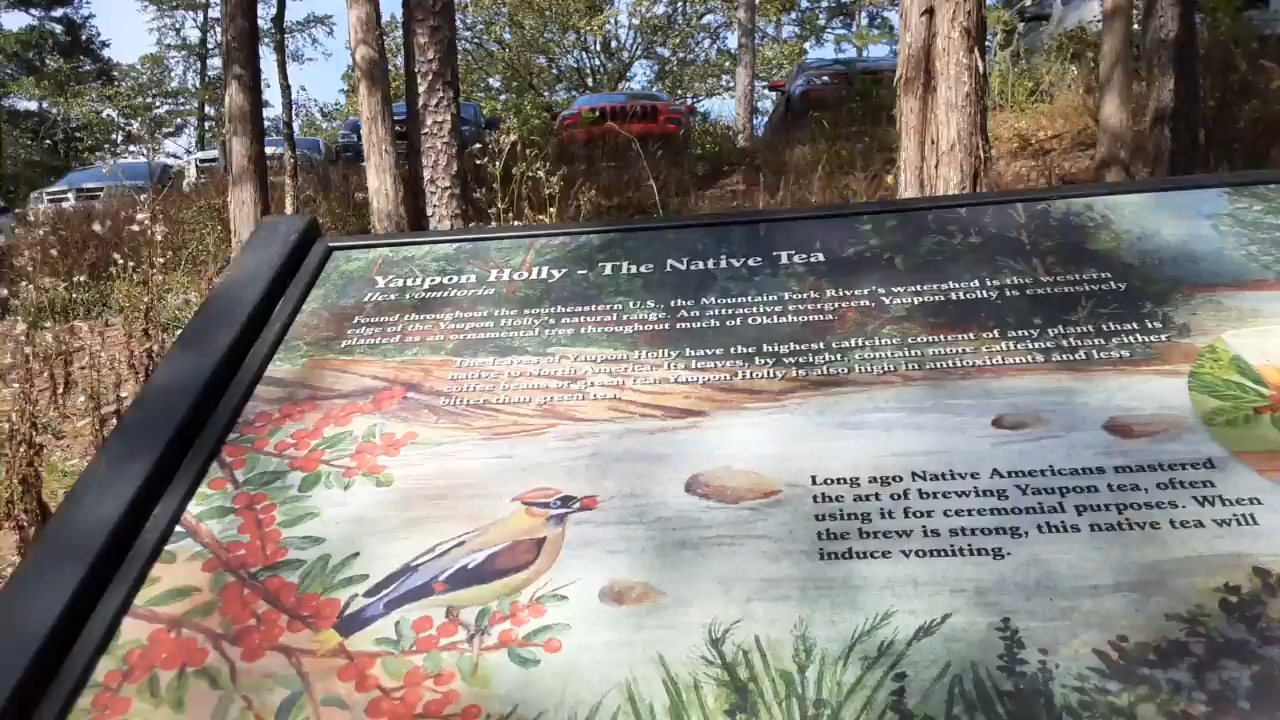 Yaupon Holly - The Native Tea
Ilex vomitoria
Found throughout the southeastern U.S., the Mountain Fork River's watershed is the western
edge of the Yaupon Holly's natural range. An attractive evergreen, Yaupon Holly is extensively
planted as an ornamental tree throughout much of Oklahoma.
The leaves of Yaupon Holly have the highest caffeine content of any plant that is
native to North America. Its leaves, by weight, contain more caffeine than either
coffee beans or green tea. Yaupon Holly is also high in antioxidants and less
bitter than green tea.
Long ago Native Americans mastered
the art of brewing Yaupon tea, often
using it for ceremonial purposes. When
the brew is strong, this native tea will
induce vomiting.